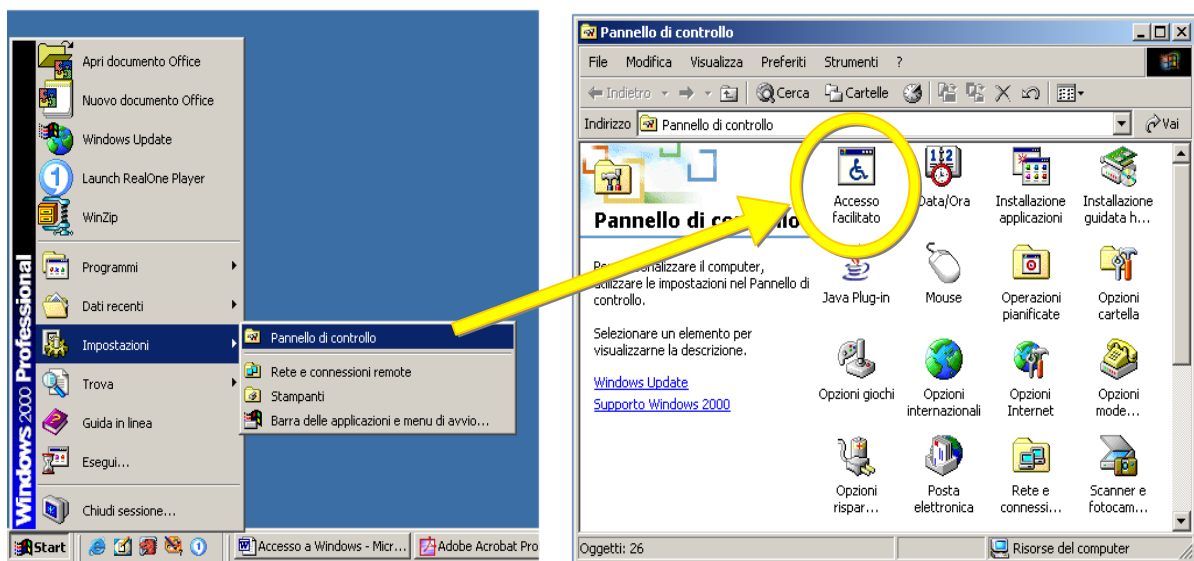 Apri documento Office
Nuovo documento Office
Windows Update
Launch RealOne Player
WinZip
Programmi
Dati recenti
Impostazioni
Trova
Guida in linea
Esegui...
Chiudi sessione...
Windows 2000 Professional
Pannello di controllo
Rete e connessioni remote
Stampanti
Barra delle applicazioni e menu di avvio...
Start
Accesso a Windows - Micr...
Adobe Acrobat Pro
Pannello di controllo
File Modifica Visualizza Preferiti Strumenti ?
Indietro Cerca Cartelle
Indirizzo Pannello di controllo Vai
Pannello di
utilizzare le impostazioni nel Pannello di
controllo.
Selezionare un elemento per
visualizzarne la descrizione.
Windows Update
Supporto Windows 2000
Accesso
facilitato
Data/Ora
Installazione
applicazioni
Installazione
guidata h...
Java Plug-in
Mouse
Operazioni
pianificate
Opzioni
cartella
Opzioni giochi
Opzioni
internazionali
Opzioni
Internet
Opzioni
mode...
Opzioni
rispar...
Posta
elettronica
Rete e
connessi...
Scanner e
fotocam...
Oggetti: 26
Risorse del computer